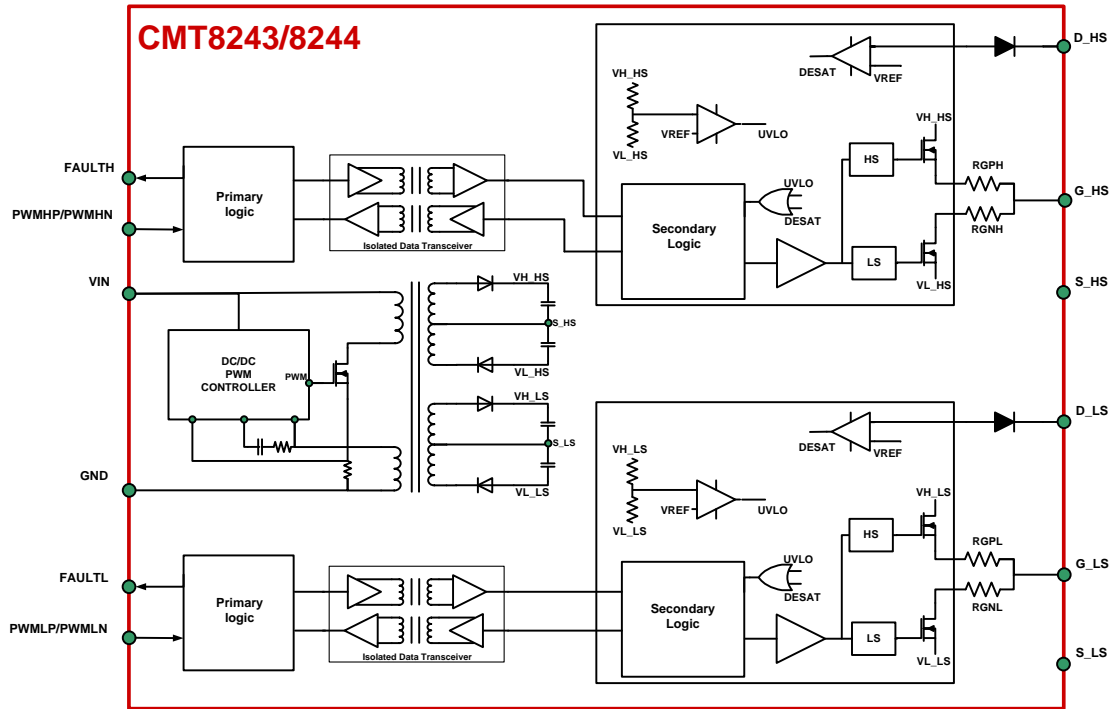 CMT8243/8244
D_HS
DESAT
VREF
VH_HS
VREF
UVLO
VL_HS
VH_HS
HS
RGPH
G_HS
RGNH
LS
VL_HS
UVLO
DESAT
Secondary
Logic
S_HS
FAULTH
PWMHP/PWMHN
Primary
logic
Isolated Data Transceiver
VIN
GND
DC/DC
PWM
CONTROLLER
PWM
VH_HS
S_HS
VL_HS
VH_LS
S_LS
VL_LS
D_LS
DESAT
VREF
VH_LS
VREF
UVLO
VL_LS
VH_LS
HS
RGPL
G_LS
RGNL
LS
VL_LS
UVLO
DESAT
Secondary
Logic
S_LS
FAULTL
PWMLP/PWMLN
Primary
logic
Isolated Data Transceiver